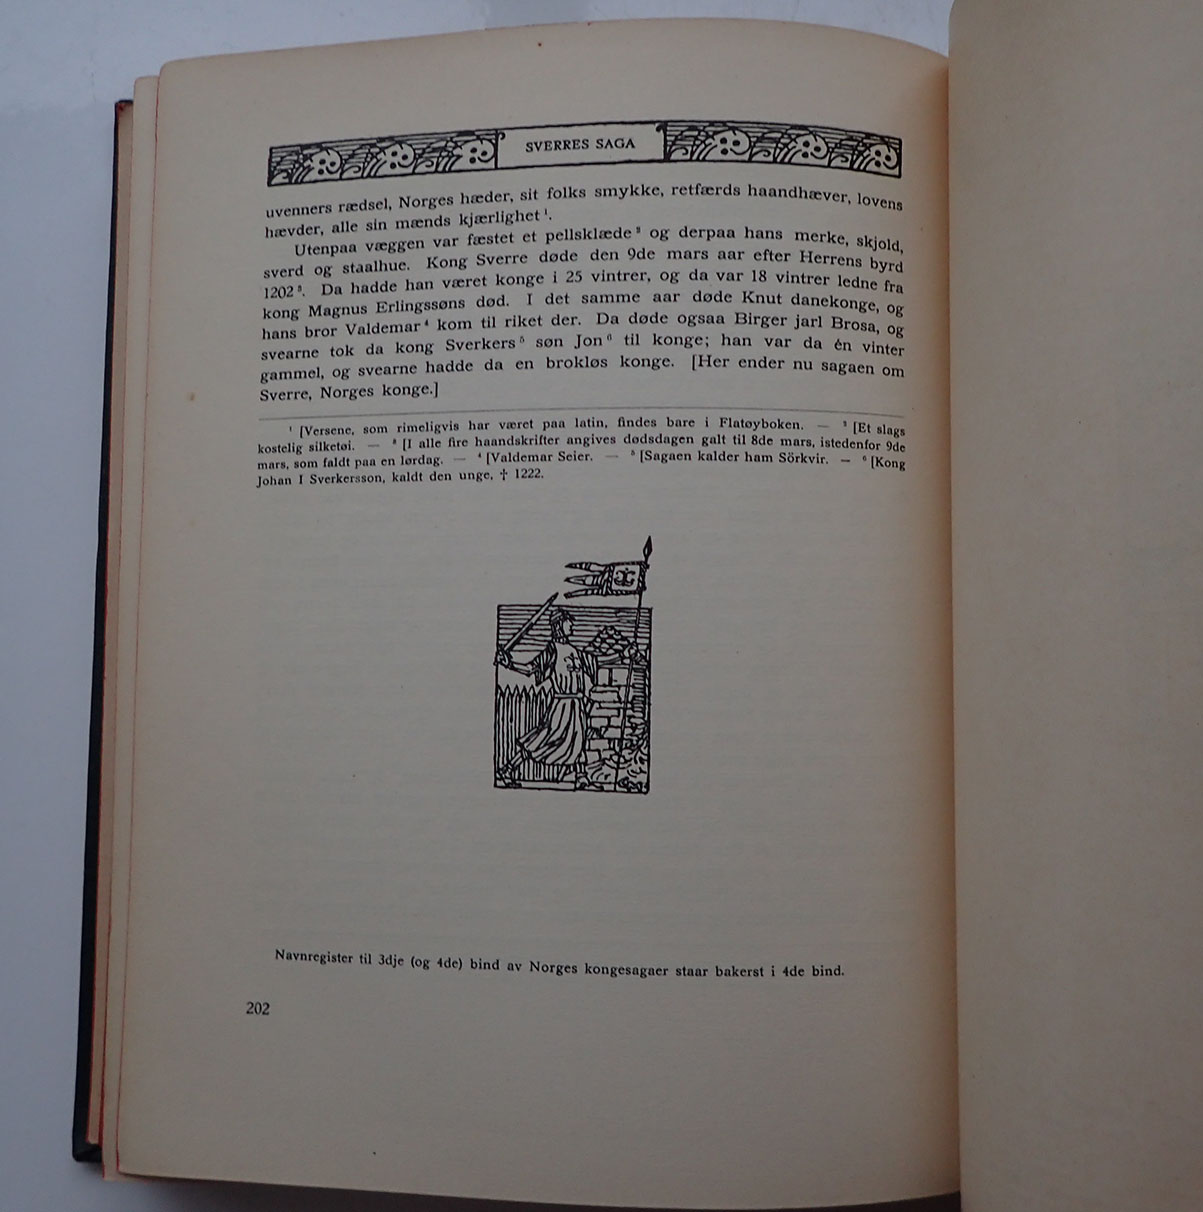 SVERRES SAGA
uvenners rædsel, Norges hæder, sit folks smykke, retfærds haandhæver, lovens
hævder, alle sin mænds kjærlighet ¹.
Utenpaa væggen var fæstet et pellsklæde ² og derpaa hans merke, skjold,
sverd og staalhue. Kong Sverre døde den 9de mars aar efter Herrens byrd
1202 ³. Da hadde han været konge i 25 vintrer, og da var 18 vintrer ledne fra
kong Magnus Erlingssøns død. I det samme aar døde Knut danekonge, og
hans bror Valdemar ⁴ kom til riket der. Da døde ogsaa Birger jarl Brosa, og
svearne tok da kong Sverkers ⁵ søn Jon ⁶ til konge; han var da én vinter
gammel, og svearne hadde da en brokløs konge. [Her ender nu sagaen om
Sverre, Norges konge.]
¹ [Versene, som rimeligvis har været paa latin, findes bare i Flatøyboken. — ² [Et slags
kostelig silketøi. — ³ [I alle fire haandskrifter angives dødsdagen galt til 8de mars, istedenfor 9de
mars, som faldt paa en lørdag. — ⁴ [Valdemar Seier. — ⁵ [Sagaen kalder ham Sörkvir. — ⁶ [Kong
Johan I Sverkersson, kaldt den unge, † 1222.
Navnregister til 3dje (og 4de) bind av Norges kongesagaer staar bakerst i 4de bind.
202